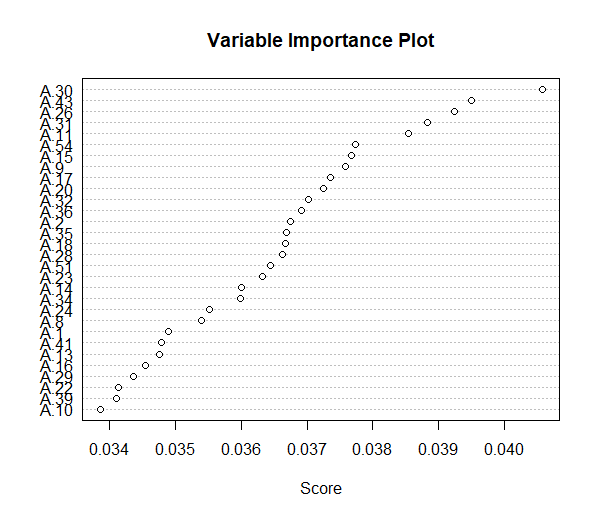 Variable Importance Plot
A.30
A.43
A.26
A.31
A.11
A.54
A.15
A.9
A.17
A.20
A.32
A.36
A.2
A.35
A.18
A.28
A.51
A.23
A.14
A.34
A.24
A.8
A.1
A.41
A.13
A.16
A.29
A.22
A.39
A.10
0.034 0.035 0.036 0.037 0.038 0.039 0.040
Score